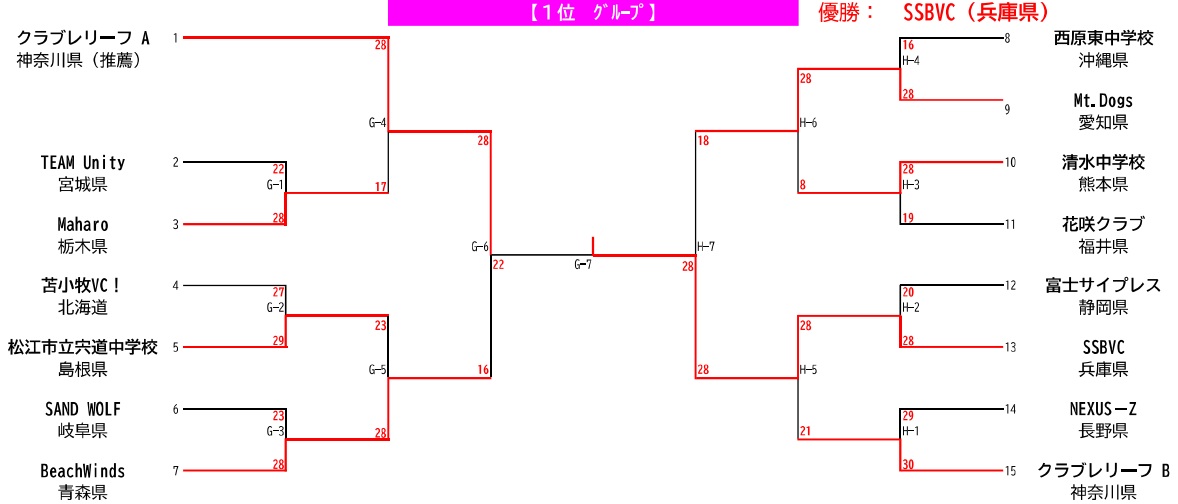 【１位 グループ】
優勝： SSBVC（兵庫県）
クラブレリーフ A
神奈川県（推薦）
1
28
G-4
TEAM Unity
宮城県
2
22
G-1
17
Maharo
栃木県
3
28
28
G-6
22
苫小牧VC！
北海道
4
27
G-2
23
松江市立宍道中学校
島根県
5
29
G-5
16
SAND WOLF
岐阜県
6
23
G-3
28
BeachWinds
青森県
7
28
G-7
28
西原東中学校
沖縄県
8
16
H-4
28
Mt.Dogs
愛知県
9
28
H-6
18
清水中学校
熊本県
10
28
H-3
8
花咲クラブ
福井県
11
19
H-7
富士サイプレス
静岡県
12
20
H-2
28
SSBVC
兵庫県
13
28
H-5
28
NEXUS－Z
長野県
14
29
H-1
21
クラブレリーフ B
神奈川県
15
30